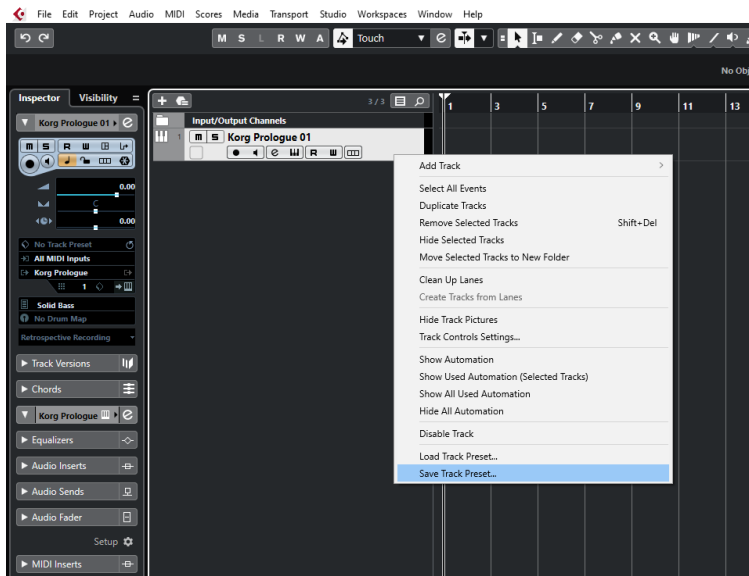 File Edit Project Audio MIDI Scores Media Transport Studio Workspaces Window Help
M S L R W A Touch
No Obj
Inspector Visibility
3/3
1 3 5 7 9 11 13
Korg Prologue 01
Input/Output Channels
1 m S Korg Prologue 01
R
m S R
0.00
C
0.00
No Track Preset
All MIDI Inputs
Korg Prologue
1
Solid Bass
No Drum Map
Retrospective Recording
Track Versions
Chords
Korg Prologue
Equalizers
Audio Inserts
Audio Sends
Audio Fader
Setup
MIDI Inserts
Add Track
Select All Events
Duplicate Tracks
Remove Selected Tracks Shift+Del
Hide Selected Tracks
Move Selected Tracks to New Folder
Clean Up Lanes
Create Tracks from Lanes
Hide Track Pictures
Track Controls Settings...
Show Automation
Show Used Automation (Selected Tracks)
Show All Used Automation
Hide All Automation
Disable Track
Load Track Preset...
Save Track Preset...